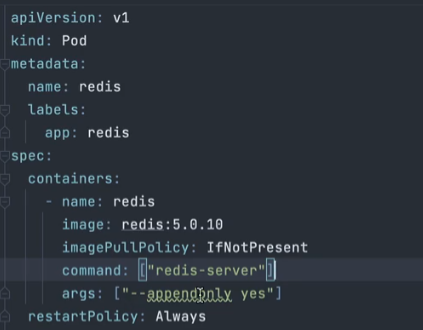 apiVersion: v1
kind: Pod
metadata:
  name: redis
  labels:
    app: redis
spec:
  containers:
    - name: redis
      image: redis:5.0.10
      imagePullPolicy: IfNotPresent
      command: ["redis-server"]
      args: ["--appendonly yes"]
  restartPolicy: Always